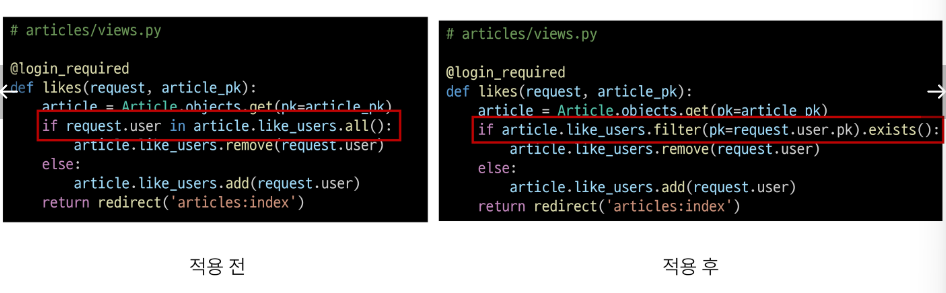 # articles/views.py
@login_required
def likes(request, article_pk):
    article = Article.objects.get(pk=article_pk)
    if request.user in article.like_users.all():
        article.like_users.remove(request.user)
    else:
        article.like_users.add(request.user)
    return redirect('articles:index')
적용 전
# articles/views.py
@login_required
def likes(request, article_pk):
    article = Article.objects.get(pk=article_pk)
    if article.like_users.filter(pk=request.user.pk).exists():
        article.like_users.remove(request.user)
    else:
        article.like_users.add(request.user)
    return redirect('articles:index')
적용 후